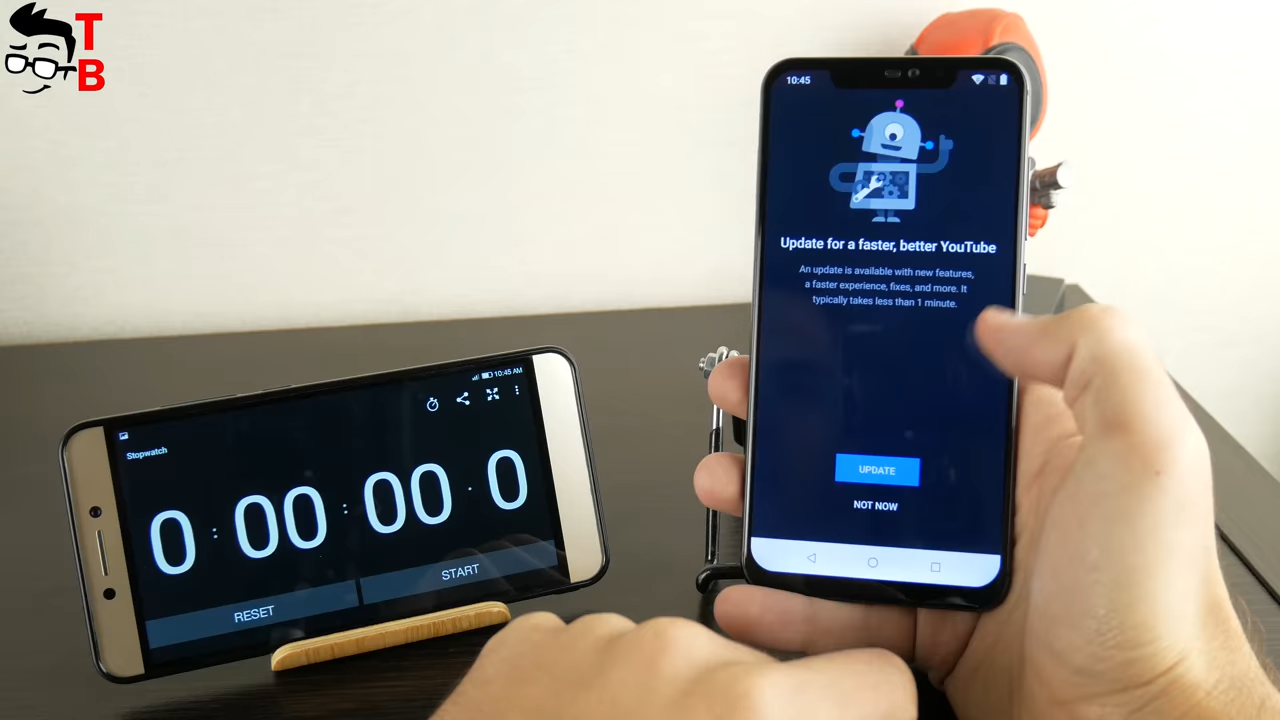 T
B
10:45
Update for a faster, better YouTube
An update is available with new features,
a faster experience, fixes, and more. It
typically takes less than 1 minute.
UPDATE
NOT NOW
10:45 AM
Stopwatch
0:00:00.0
RESET
START